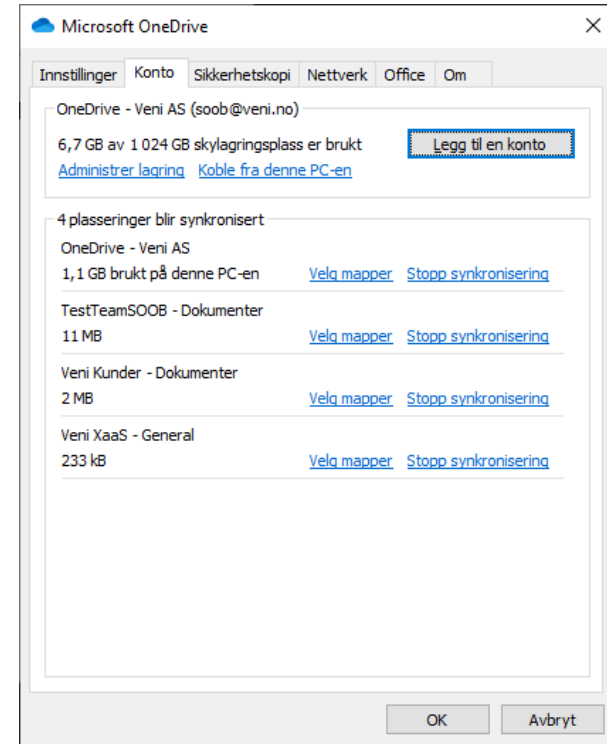 Microsoft OneDrive
Innstillinger Konto Sikkerhetskopi Nettverk Office Om
OneDrive - Veni AS (soob@veni.no)
6,7 GB av 1 024 GB skylagringsplass er brukt Legg til en konto
Administrer lagring Koble fra denne PC-en
4 plasseringer blir synkronisert
OneDrive - Veni AS
1,1 GB brukt på denne PC-en Velg mapper Stopp synkronisering
TestTeamSOOB - Dokumenter
11 MB Velg mapper Stopp synkronisering
Veni Kunder - Dokumenter
2 MB Velg mapper Stopp synkronisering
Veni XaaS - General
233 kB Velg mapper Stopp synkronisering
OK Avbryt